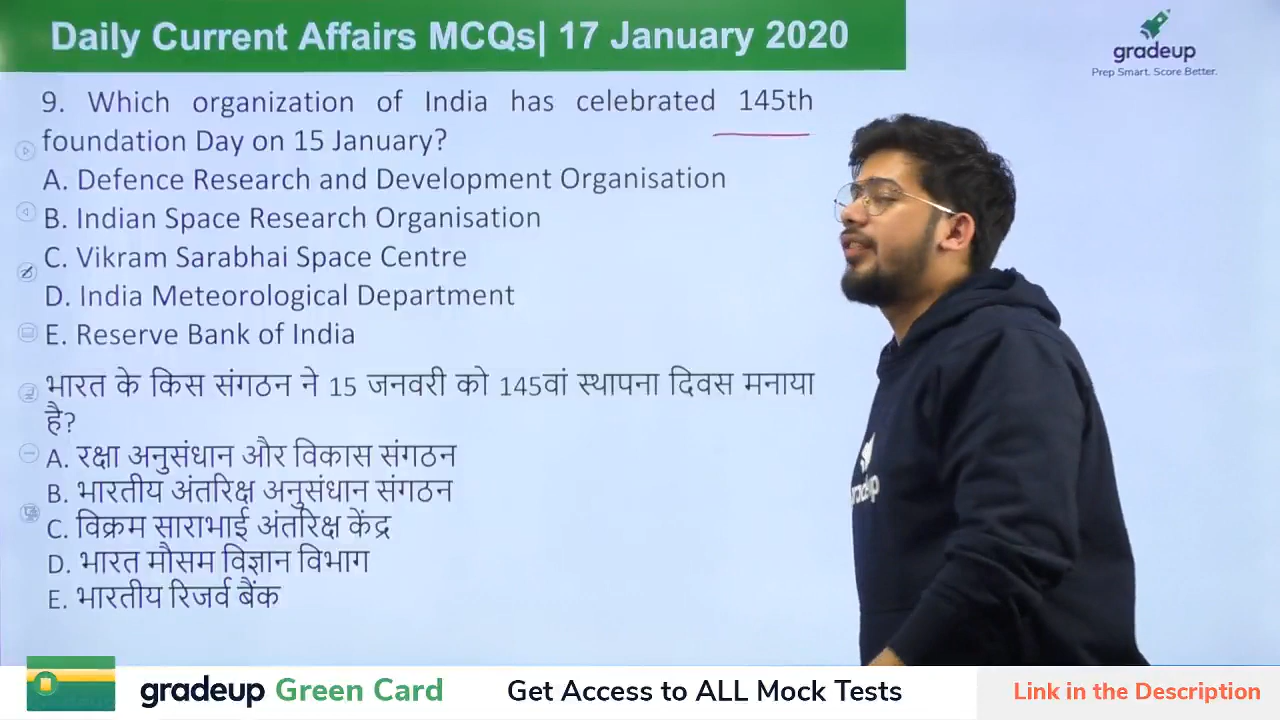 Daily Current Affairs MCQs| 17 January 2020
gradeup
Prep Smart. Score Better.
9. Which organization of India has celebrated 145th
foundation Day on 15 January?
A. Defence Research and Development Organisation
B. Indian Space Research Organisation
C. Vikram Sarabhai Space Centre
D. India Meteorological Department
E. Reserve Bank of India
भारत के किस संगठन ने 15 जनवरी को 145वां स्थापना दिवस मनाया
है?
A. रक्षा अनुसंधान और विकास संगठन
B. भारतीय अंतरिक्ष अनुसंधान संगठन
C. विक्रम साराभाई अंतरिक्ष केंद्र
D. भारत मौसम विज्ञान विभाग
E. भारतीय रिजर्व बैंक
gradeup
gradeup Green Card
Get Access to ALL Mock Tests
Link in the Description